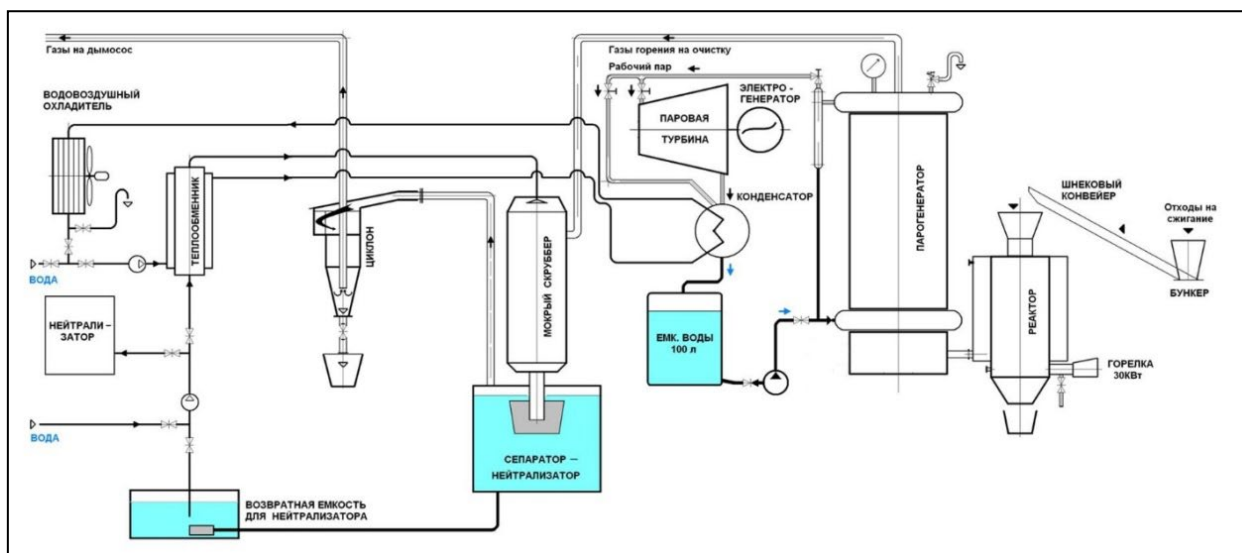 Газы на дымосос
Газы горения на очистку
Рабочий пар
ВОДОВОЗДУШНЫЙ
ОХЛАДИТЕЛЬ
ЭЛЕКТРО -
ГЕНЕРАТОР
ПАРОВАЯ
ТУРБИНА
КОНДЕНСАТОР
ШНЕКОВЫЙ
КОНВЕЙЕР
Отходы на
сжигание
БУНКЕР
ТЕПЛООБМЕННИК
ЦИКЛОН
МОКРЫЙ СКРУББЕР
ПАРОГЕНЕРАТОР
РЕАКТОР
ВОДА
НЕЙТРАЛИ -
ЗАТОР
ЕМК. ВОДЫ
100 л
ГОРЕЛКА
30КВт
ВОДА
СЕПАРАТОР —
НЕЙТРАЛИЗАТОР
ВОЗВРАТНАЯ ЕМКОСТЬ
ДЛЯ НЕЙТРАЛИЗАТОРА